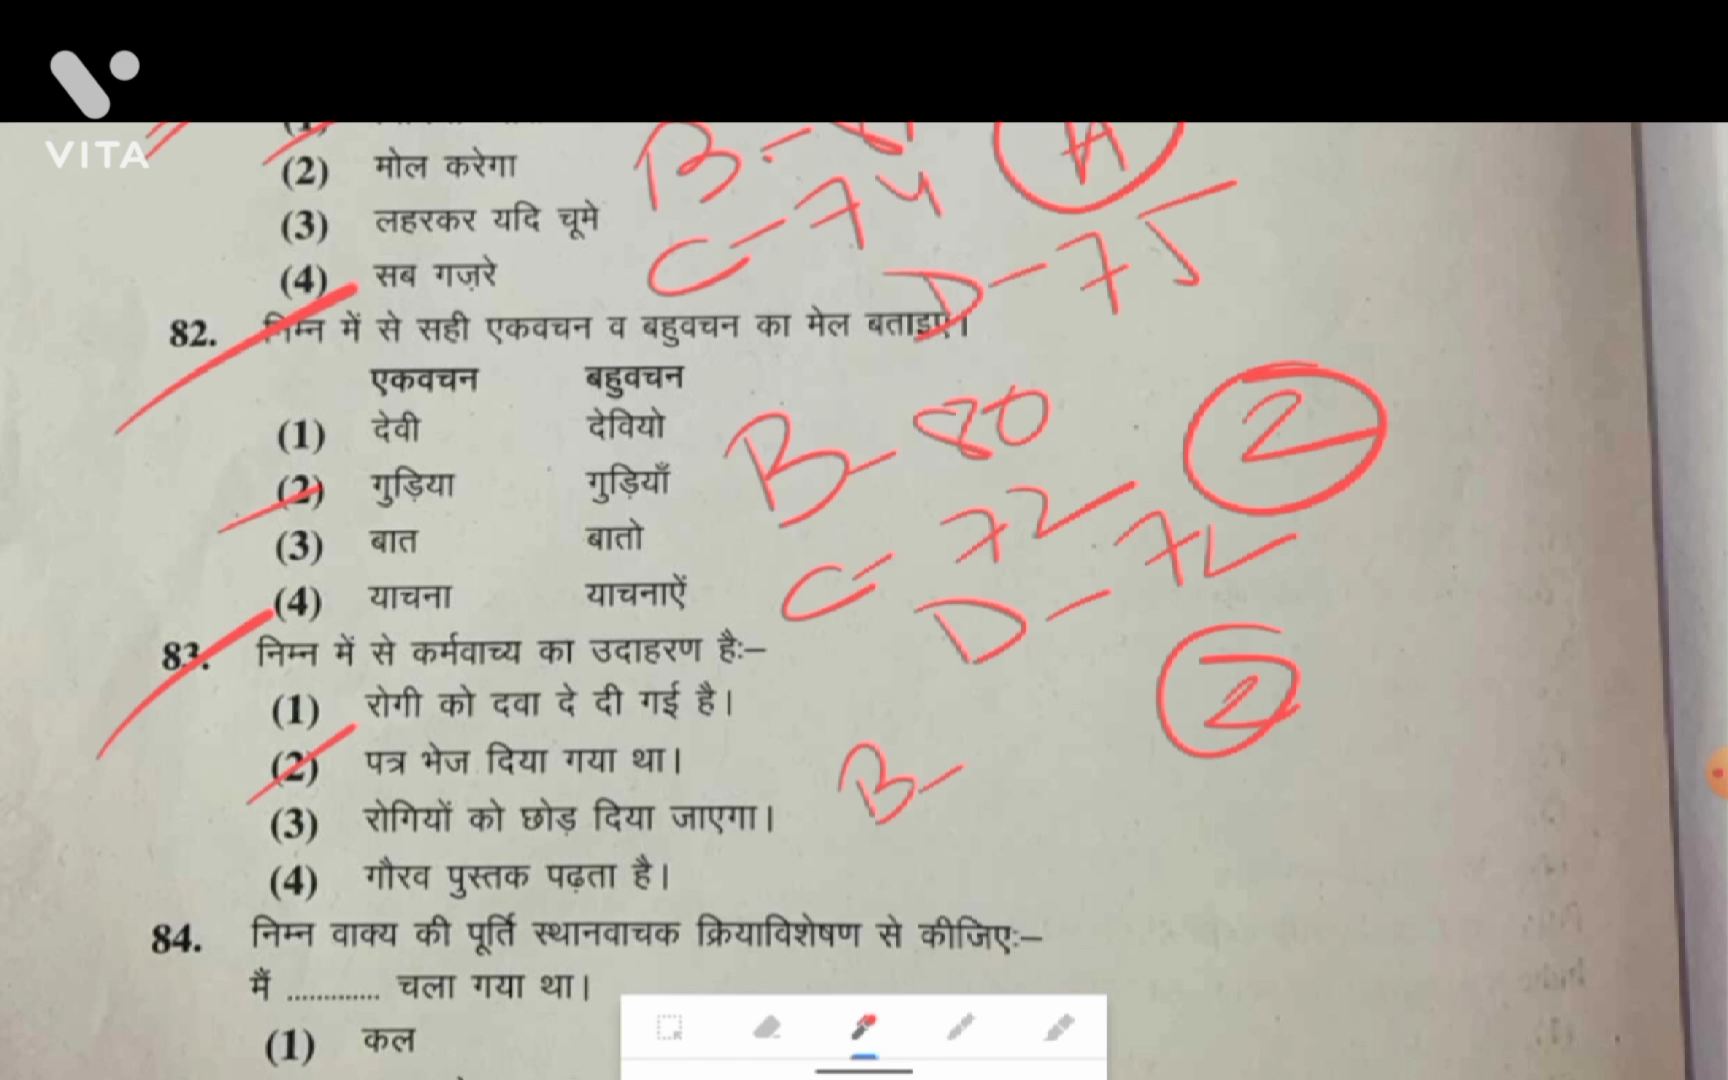 VITA
(2) मोल करेगा
B - 81 A
(3) लहरकर यदि चूमे
C - 74
(4) सब गज़रे
D - 75
82. निम्न में से सही एकवचन व बहुवचन का मेल बताइए।
एकवचन बहुवचन
(1) देवी देवियो
B - 80 2
(2) गुड़िया गुड़ियाँ
(3) बात बातो
C = 72
(4) याचना याचनाऐं
D - 72
83. निम्न में से कर्मवाच्य का उदाहरण हैः–
(1) रोगी को दवा दे दी गई है।
2
(2) पत्र भेज दिया गया था।
B -
(3) रोगियों को छोड़ दिया जाएगा।
(4) गौरव पुस्तक पढ़ता है।
84. निम्न वाक्य की पूर्ति स्थानवाचक क्रियाविशेषण से कीजिएः–
मैं ............. चला गया था।
(1) कल